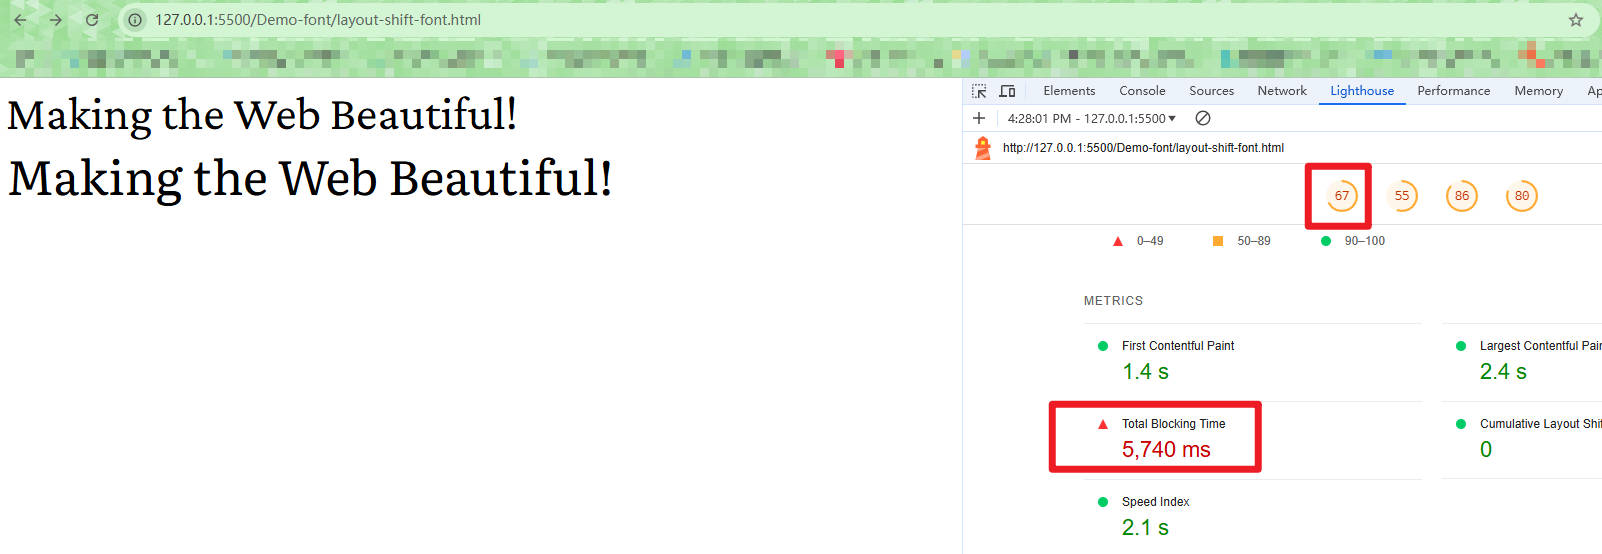 127.0.0.1:5500/Demo-font/layout-shift-font.html
Making the Web Beautiful!
Making the Web Beautiful!
Elements Console Sources Network Lighthouse Performance Memory
4:28:01 PM - 127.0.0.1:5500
http://127.0.0.1:5500/Demo-font/layout-shift-font.html
67 55 86 80
0–49 50–89 90–100
METRICS
First Contentful Paint
1.4 s
Largest Contentful
2.4 s
Total Blocking Time
5,740 ms
Cumulative Layout
0
Speed Index
2.1 s